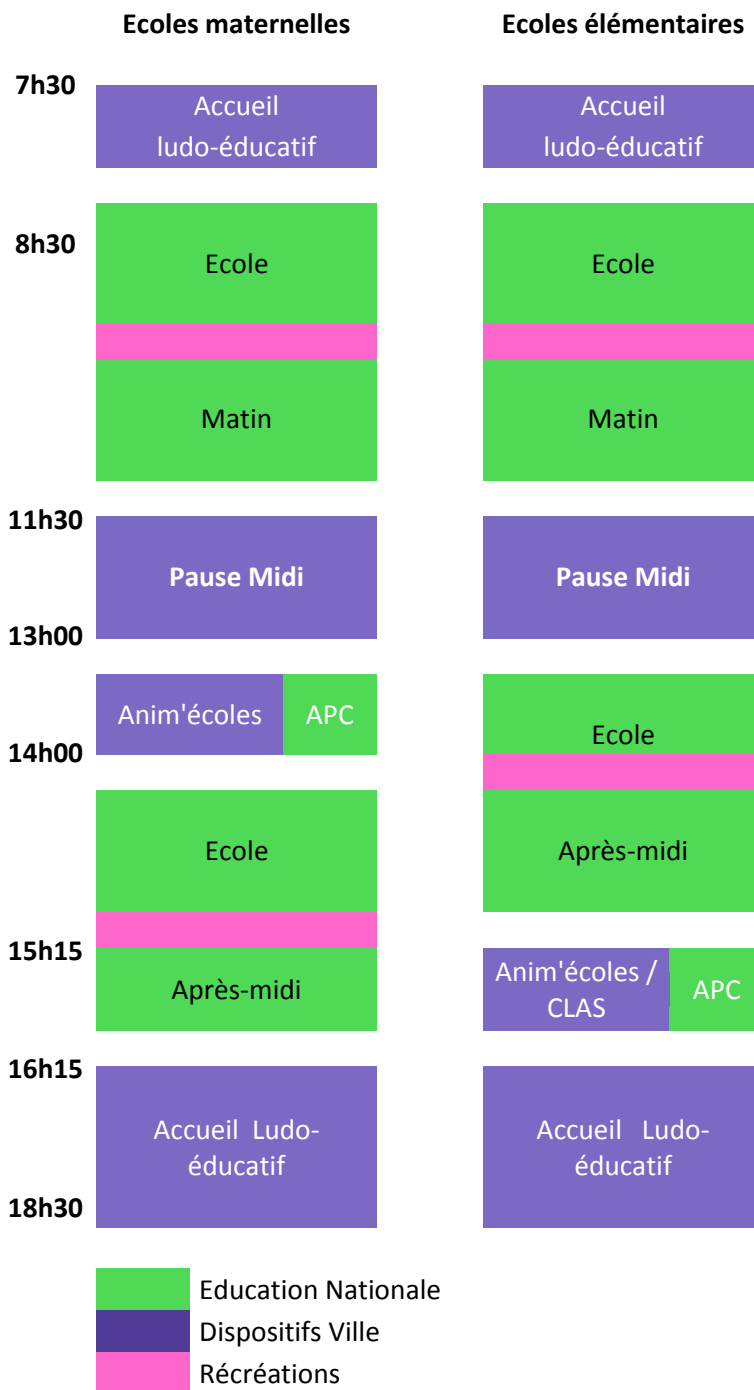 Ecoles maternelles
Ecoles élémentaires
7h30
Accueil
ludo-éducatif
Accueil
ludo-éducatif
8h30
Ecole
Ecole
Matin
Matin
11h30
Pause Midi
Pause Midi
13h00
Anim'écoles
APC
Ecole
14h00
Ecole
Après-midi
15h15
Après-midi
Anim'écoles /
CLAS
APC
16h15
Accueil Ludo-
éducatif
Accueil Ludo-
éducatif
18h30
Education Nationale
Dispositifs Ville
Récréations